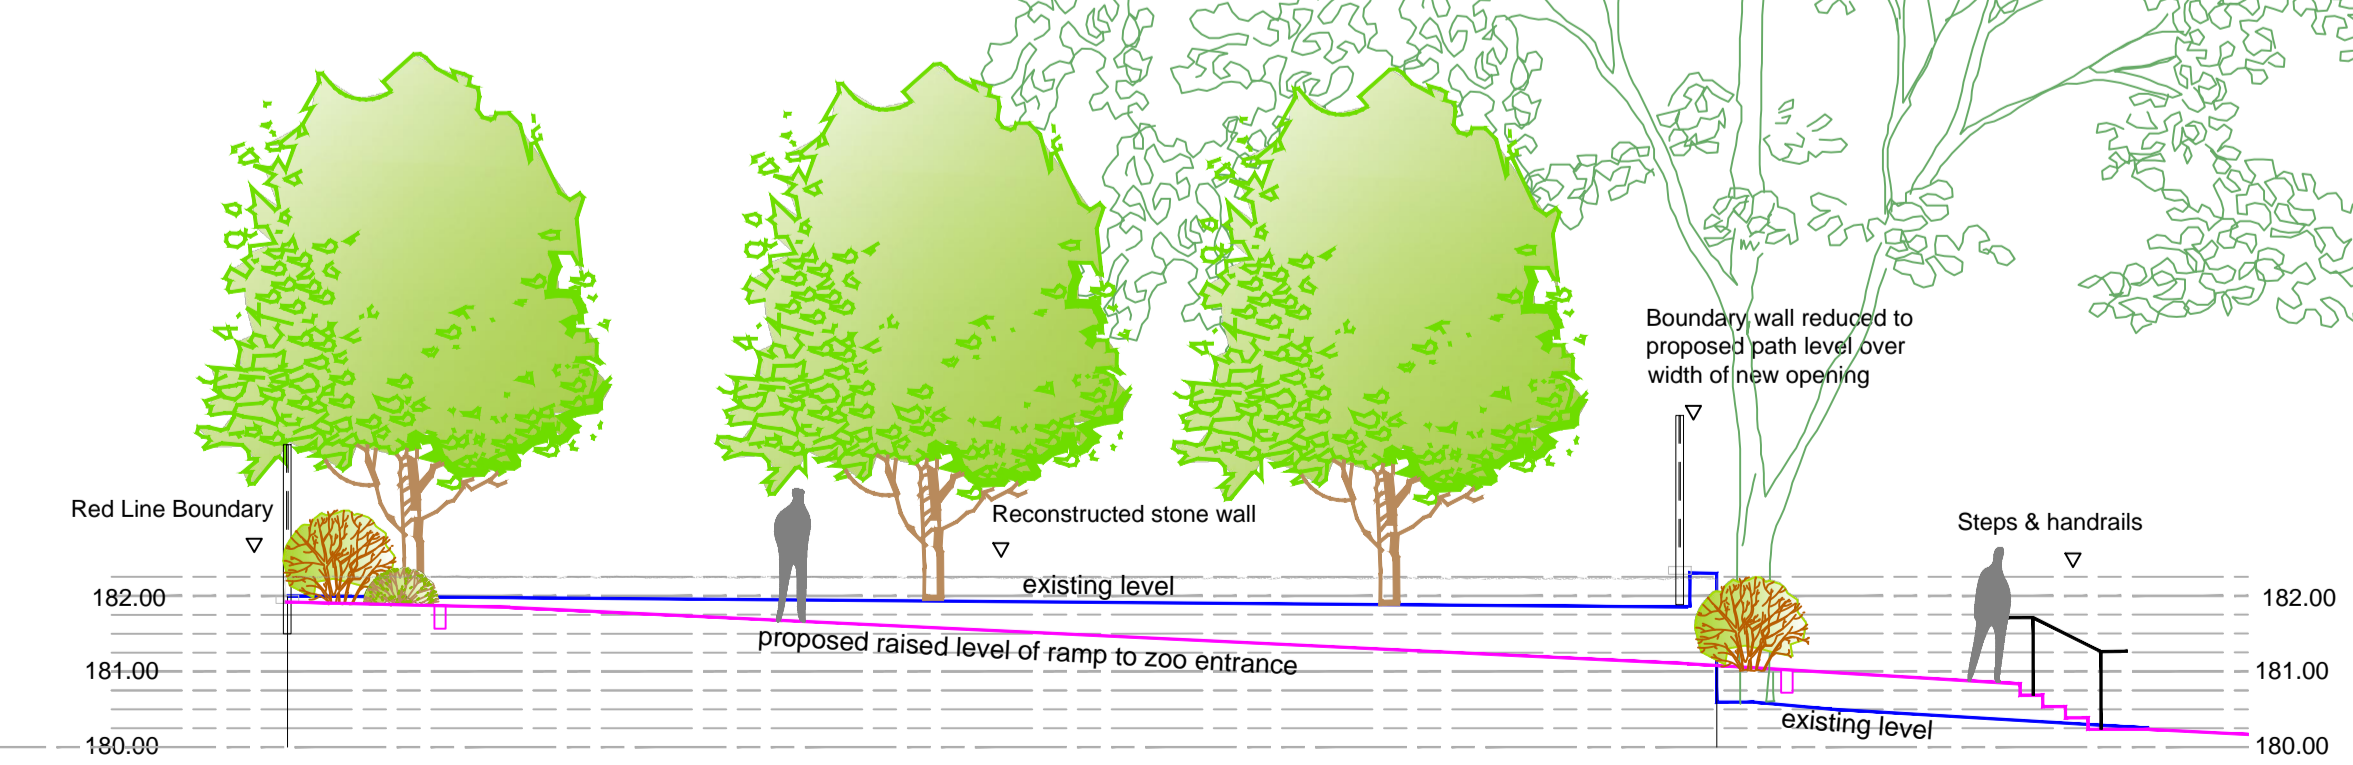 Boundary wall reduced to
proposed path level over
width of new opening
Red Line Boundary
Reconstructed stone wall
Steps & handrails
existing level
182.00
182.00
proposed raised level of ramp to zoo entrance
181.00
181.00
existing level
180.00
180.00